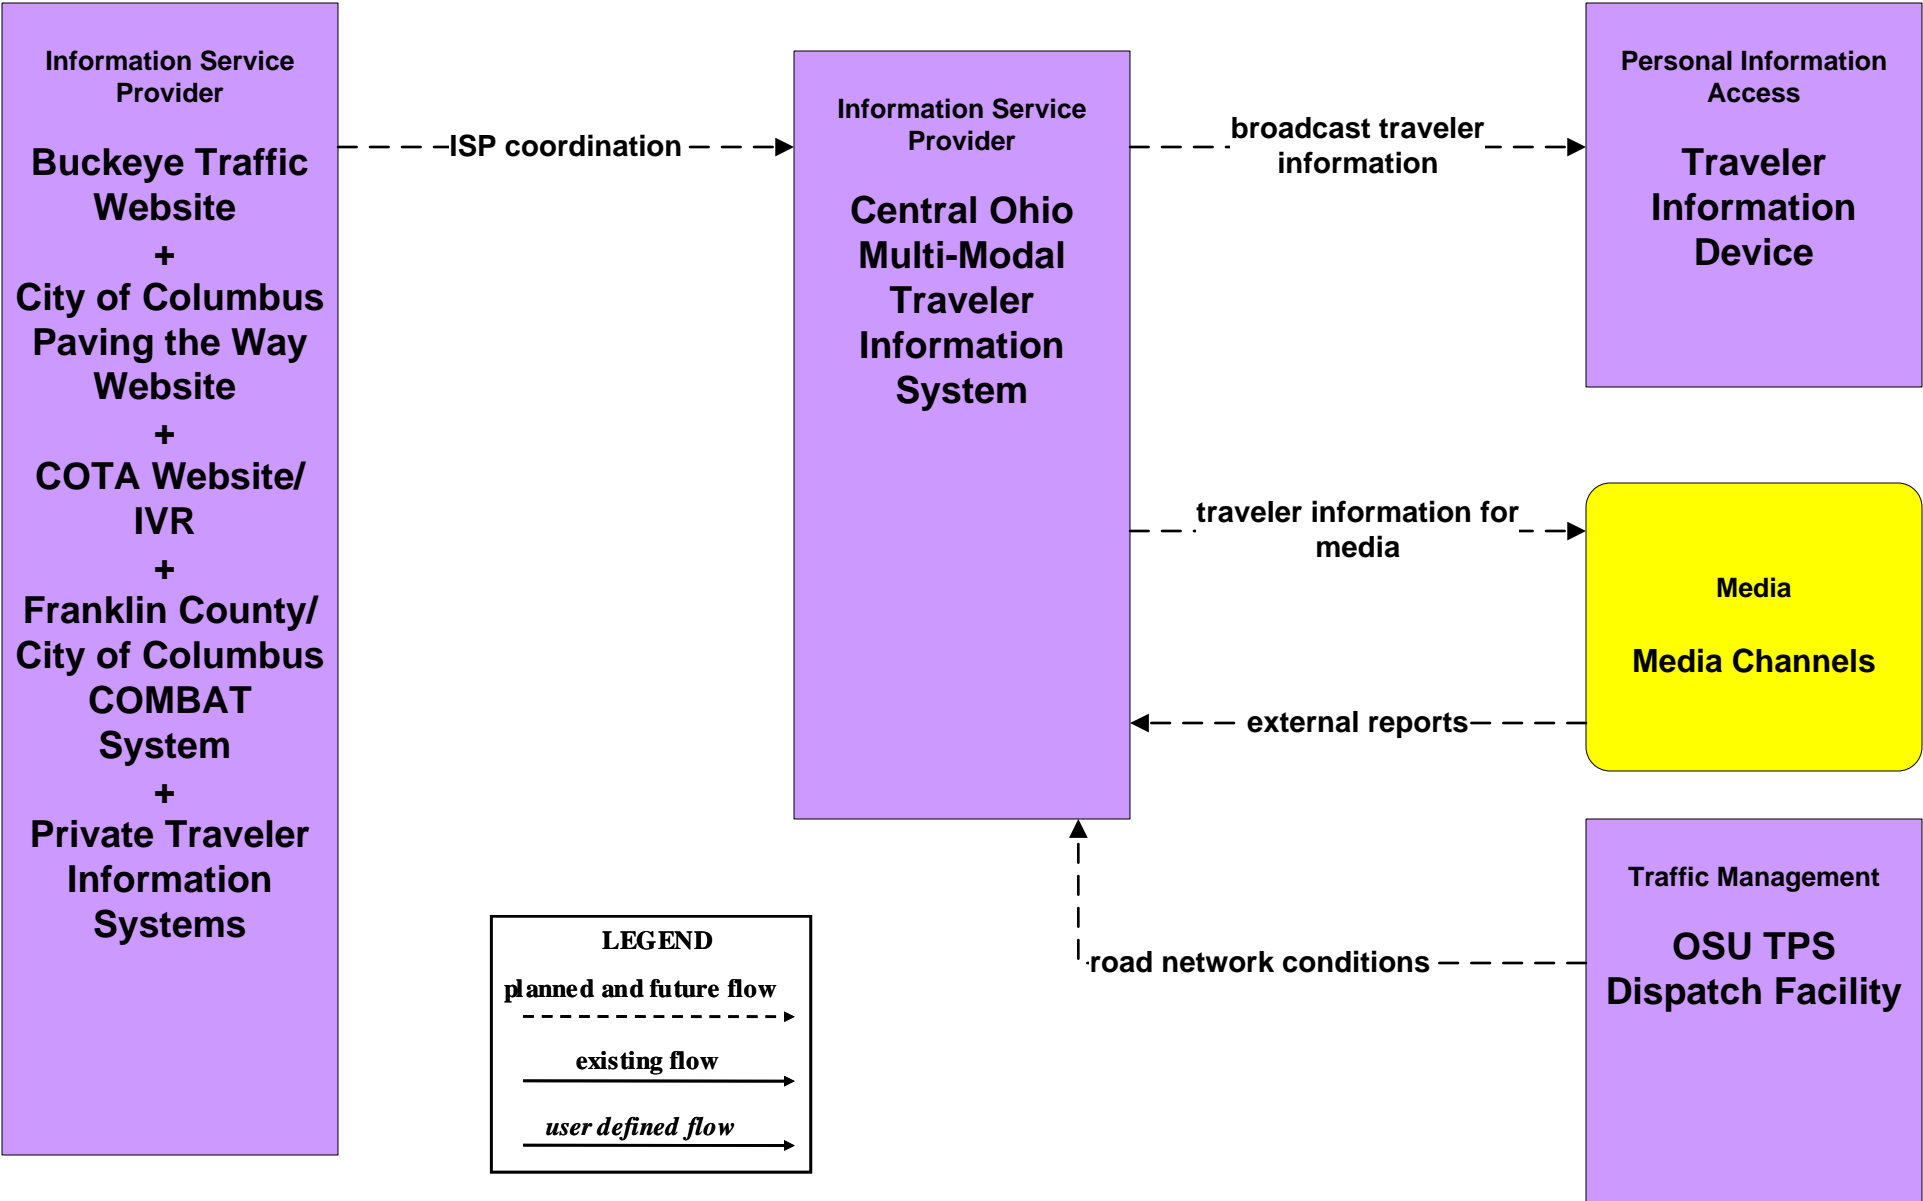 Information Service
Provider
Buckeye Traffic
Website
+
City of Columbus
Paving the Way
Website
+
COTA Website/
IVR
+
Franklin County/
City of Columbus
COMBAT
System
+
Private Traveler
Information
Systems
ISP coordination
Information Service
Provider
Central Ohio
Multi-Modal
Traveler
Information
System
broadcast traveler
information
Personal Information
Access
Traveler
Information
Device
traveler information for
media
Media
Media Channels
external reports
Traffic Management
OSU TPS
Dispatch Facility
road network conditions
LEGEND
planned and future flow
existing flow
user defined flow